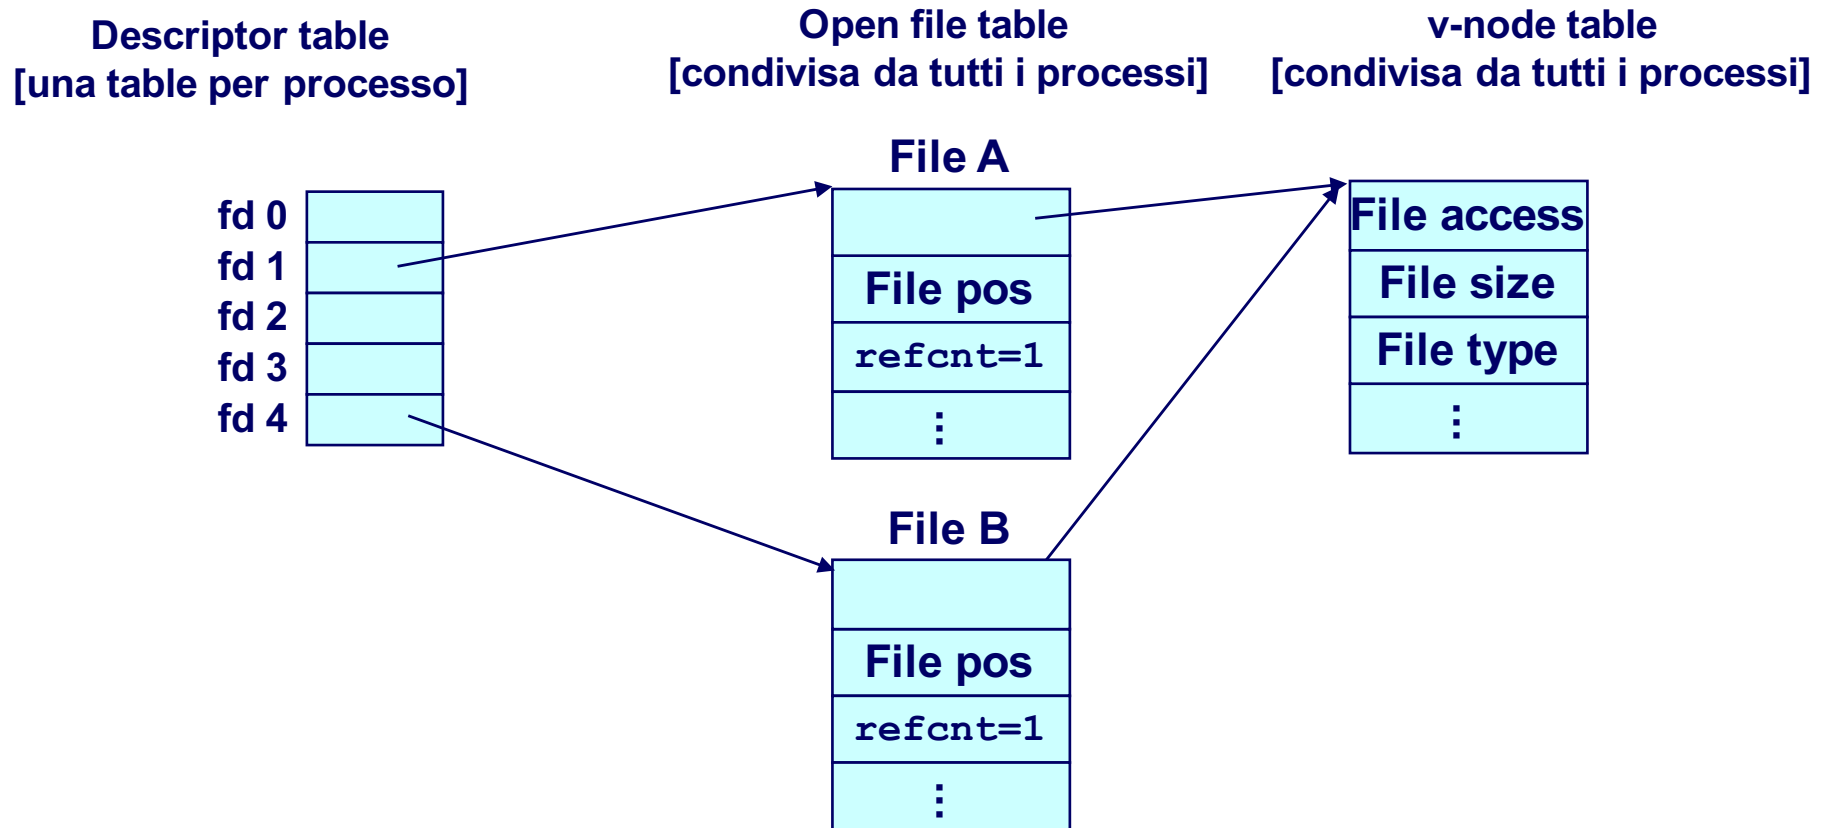 Descriptor table
[una table per processo]
Open file table
[condivisa da tutti i processi]
v-node table
[condivisa da tutti i processi]
fd 0
fd 1
fd 2
fd 3
fd 4
File A
File pos
refcnt=1
⋮
File B
File pos
refcnt=1
⋮
File access
File size
File type
⋮